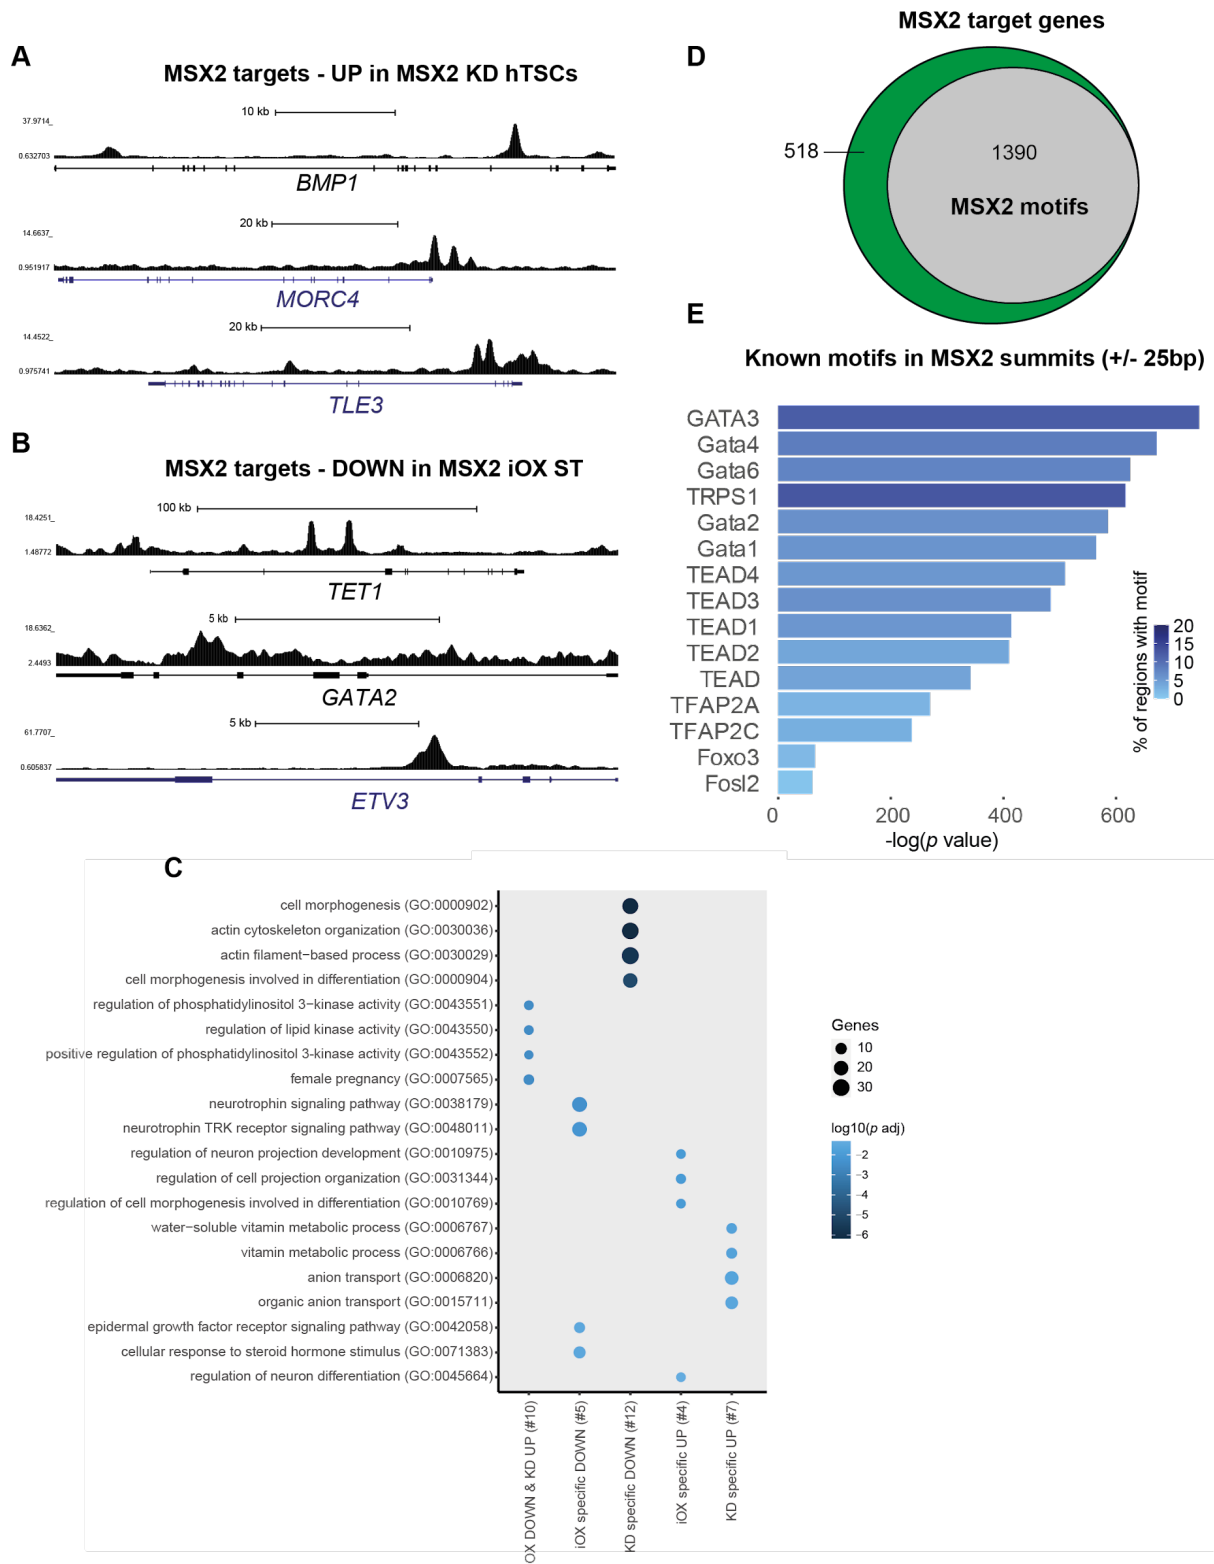 A
MSX2 targets - UP in MSX2 KD hTSCs
10 kb
37.9714_
0.632703
BMP1
20 kb
14.6637_
0.951917
MORC4
20 kb
14.4522_
0.975741
TLE3
B
MSX2 targets - DOWN in MSX2 iOX ST
100 kb
18.4251_
1.48772
TET1
5 kb
18.6362_
2.4493
GATA2
5 kb
61.7707_
0.605837
ETV3
D
MSX2 target genes
518
1390
MSX2 motifs
E
Known motifs in MSX2 summits (+/- 25bp)
GATA3
Gata4
Gata6
TRPS1
Gata2
Gata1
TEAD4
TEAD3
TEAD1
TEAD2
TEAD
TFAP2A
TFAP2C
Foxo3
Fosl2
0
200
400
600
-log(p value)
% of regions with motif
20
15
10
5
0
C
cell morphogenesis (GO:0000902)
actin cytoskeleton organization (GO:0030036)
actin filament−based process (GO:0030029)
cell morphogenesis involved in differentiation (GO:0000904)
regulation of phosphatidylinositol 3−kinase activity (GO:0043551)
regulation of lipid kinase activity (GO:0043550)
positive regulation of phosphatidylinositol 3-kinase activity (GO:0043552)
female pregnancy (GO:0007565)
neurotrophin signaling pathway (GO:0038179)
neurotrophin TRK receptor signaling pathway (GO:0048011)
regulation of neuron projection development (GO:0010975)
regulation of cell projection organization (GO:0031344)
regulation of cell morphogenesis involved in differentiation (GO:0010769)
water−soluble vitamin metabolic process (GO:0006767)
vitamin metabolic process (GO:0006766)
anion transport (GO:0006820)
organic anion transport (GO:0015711)
epidermal growth factor receptor signaling pathway (GO:0042058)
cellular response to steroid hormone stimulus (GO:0071383)
regulation of neuron differentiation (GO:0045664)
OX DOWN & KD UP (#10)
iOX specific DOWN (#5)
KD specific DOWN (#12)
iOX specific UP (#4)
KD specific UP (#7)
Genes
10
20
30
log10(p adj)
−2
−3
−4
−5
−6